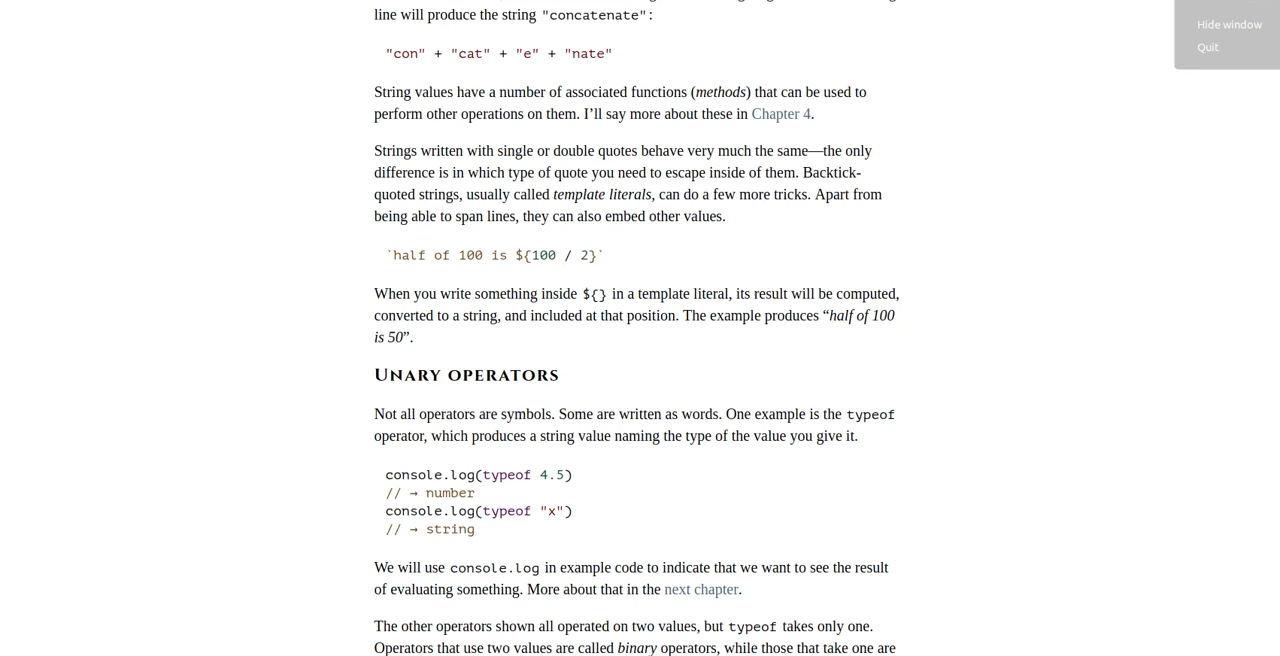 line will produce the string "concatenate":
"con" + "cat" + "e" + "nate"
String values have a number of associated functions (methods) that can be used to
perform other operations on them. I’ll say more about these in Chapter 4.
Strings written with single or double quotes behave very much the same—the only
difference is in which type of quote you need to escape inside of them. Backtick-
quoted strings, usually called template literals, can do a few more tricks. Apart from
being able to span lines, they can also embed other values.
`half of 100 is ${100 / 2}`
When you write something inside ${} in a template literal, its result will be computed,
converted to a string, and included at that position. The example produces “half of 100
is 50”.
Unary operators
Not all operators are symbols. Some are written as words. One example is the typeof
operator, which produces a string value naming the type of the value you give it.
console.log(typeof 4.5)
// → number
console.log(typeof "x")
// → string
We will use console.log in example code to indicate that we want to see the result
of evaluating something. More about that in the next chapter.
The other operators shown all operated on two values, but typeof takes only one.
Operators that use two values are called binary operators, while those that take one are
Hide window
Quit